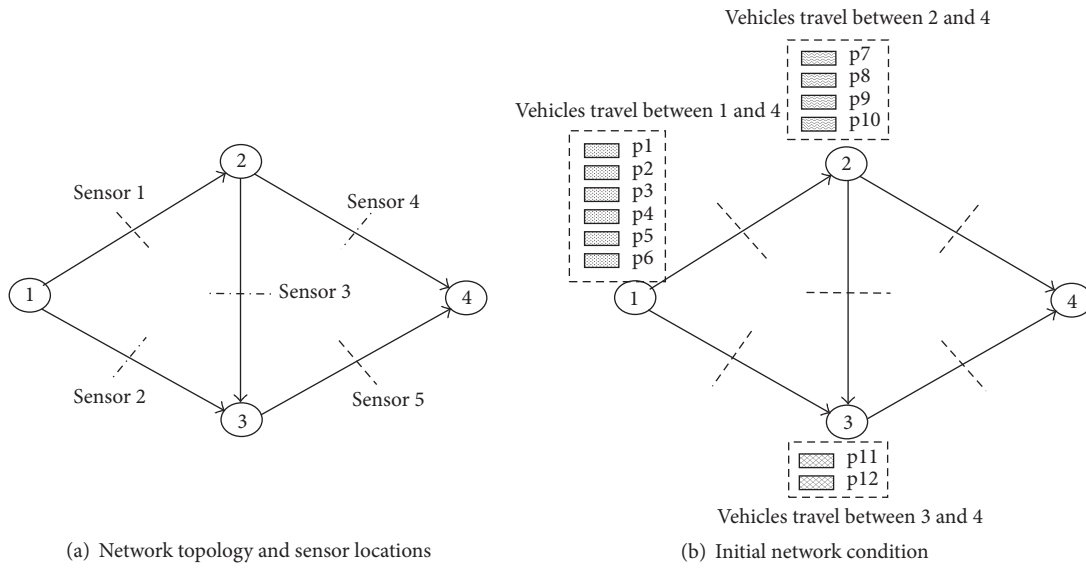 Vehicles travel between 2 and 4
p7
p8
p9
p10
Vehicles travel between 1 and 4
p1
p2
p3
p4
p5
p6
2
Sensor 1
Sensor 4
1
Sensor 3
4
Sensor 2
Sensor 5
3
2
1
4
3
p11
p12
Vehicles travel between 3 and 4
(a) Network topology and sensor locations
(b) Initial network condition